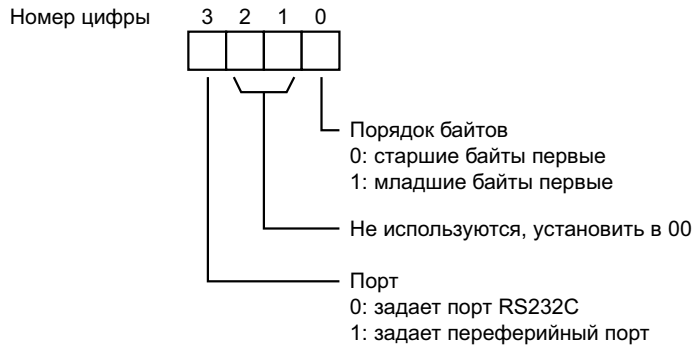 Номер цифры 3 2 1 0
Порядок байтов
0: старшие байты первые
1: младшие байты первые
Не используются, установить в 00
Порт
0: задает порт RS232C
1: задает переферийный порт